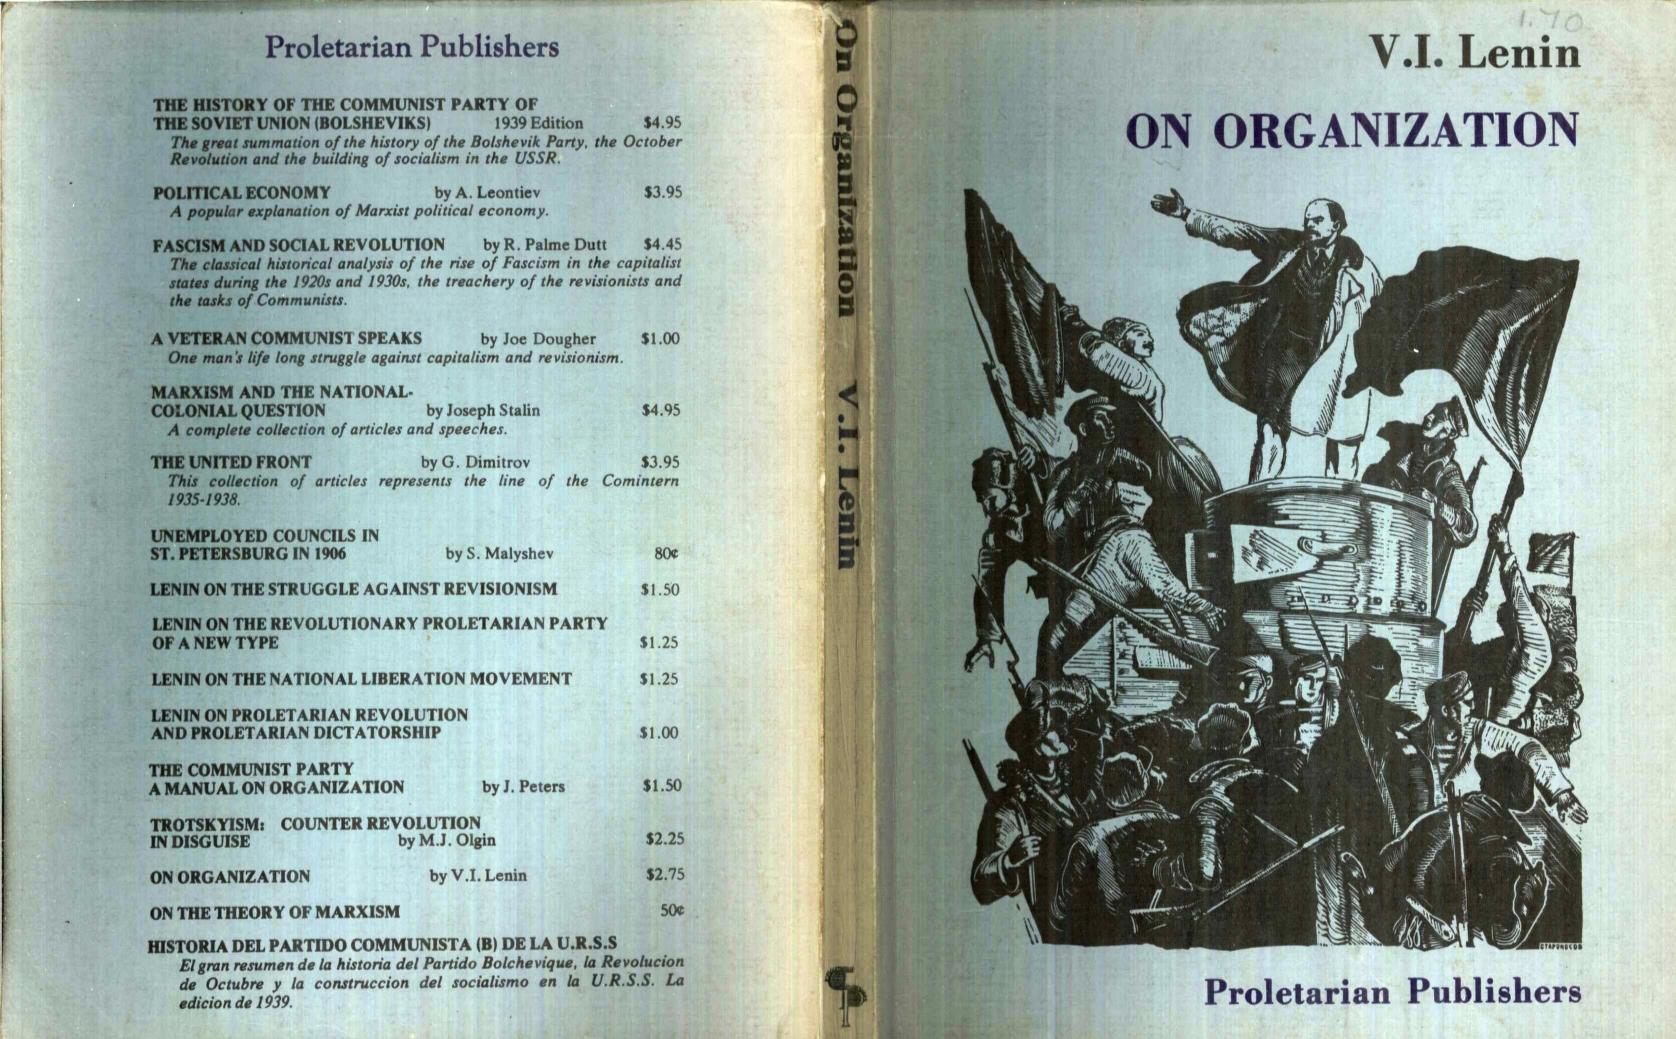 Proletarian Publishers
THE HISTORY OF THE COMMUNIST PARTY OF
THE SOVIET UNION (BOLSHEVIKS) 1939 Edition $4.95
The great summation of the history of the Bolshevik Party, the October
Revolution and the building of socialism in the USSR.
POLITICAL ECONOMY by A. Leontiev $3.95
A popular explanation of Marxist political economy.
FASCISM AND SOCIAL REVOLUTION by R. Palme Dutt $4.45
The classical historical analysis of the rise of Fascism in the capitalist
states during the 1920s and 1930s, the treachery of the revisionists and
the tasks of Communists.
A VETERAN COMMUNIST SPEAKS by Joe Dougher $1.00
One man's life long struggle against capitalism and revisionism.
MARXISM AND THE NATIONAL-
COLONIAL QUESTION by Joseph Stalin $4.95
A complete collection of articles and speeches.
THE UNITED FRONT by G. Dimitrov $3.95
This collection of articles represents the line of the Comintern
1935-1938.
UNEMPLOYED COUNCILS IN
ST. PETERSBURG IN 1906 by S. Malyshev 80¢
LENIN ON THE STRUGGLE AGAINST REVISIONISM $1.50
LENIN ON THE REVOLUTIONARY PROLETARIAN PARTY
OF A NEW TYPE $1.25
LENIN ON THE NATIONAL LIBERATION MOVEMENT $1.25
LENIN ON PROLETARIAN REVOLUTION
AND PROLETARIAN DICTATORSHIP $1.00
THE COMMUNIST PARTY
A MANUAL ON ORGANIZATION by J. Peters $1.50
TROTSKYISM: COUNTER REVOLUTION
IN DISGUISE by M.J. Olgin $2.25
ON ORGANIZATION by V.I. Lenin $2.75
ON THE THEORY OF MARXISM 50¢
HISTORIA DEL PARTIDO COMMUNISTA (B) DE LA U.R.S.S
El gran resumen de la historia del Partido Bolchevique, la Revolucion
de Octubre y la construccion del socialismo en la U.R.S.S. La
edicion de 1939.
On Organization V.I. Lenin
1.70
V.I. Lenin
ON ORGANIZATION
Proletarian Publishers